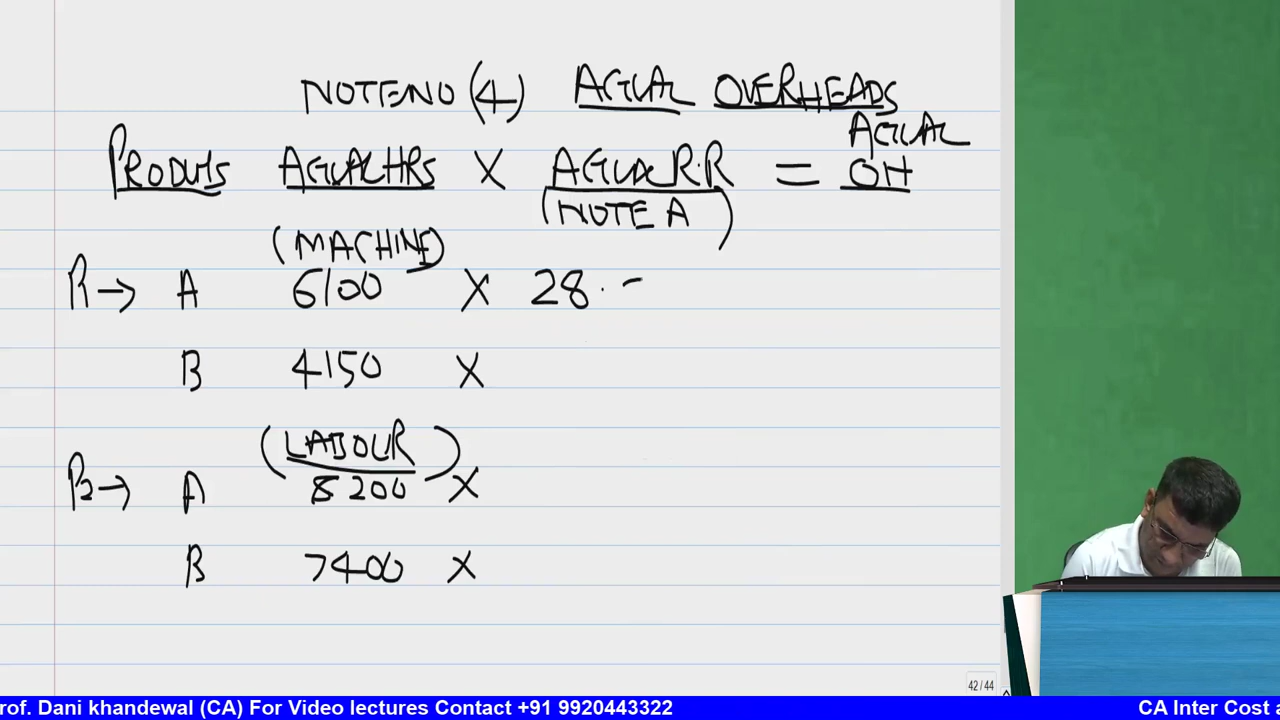 NOTE NO (4) ACTUAL OVERHEADS
PRODUCTS ACTUAL HRS X ACTUAL R.R = ACTUAL OH
(NOTE A)
(MACHINE)
P1 → A 6100 X 28.
B 4150 X
(LABOUR)
P2 → A 8200 X
B 7400 X
42 / 44
rof. Dani khandewal (CA) For Video lectures Contact +91 9920443322 CA Inter Cost a